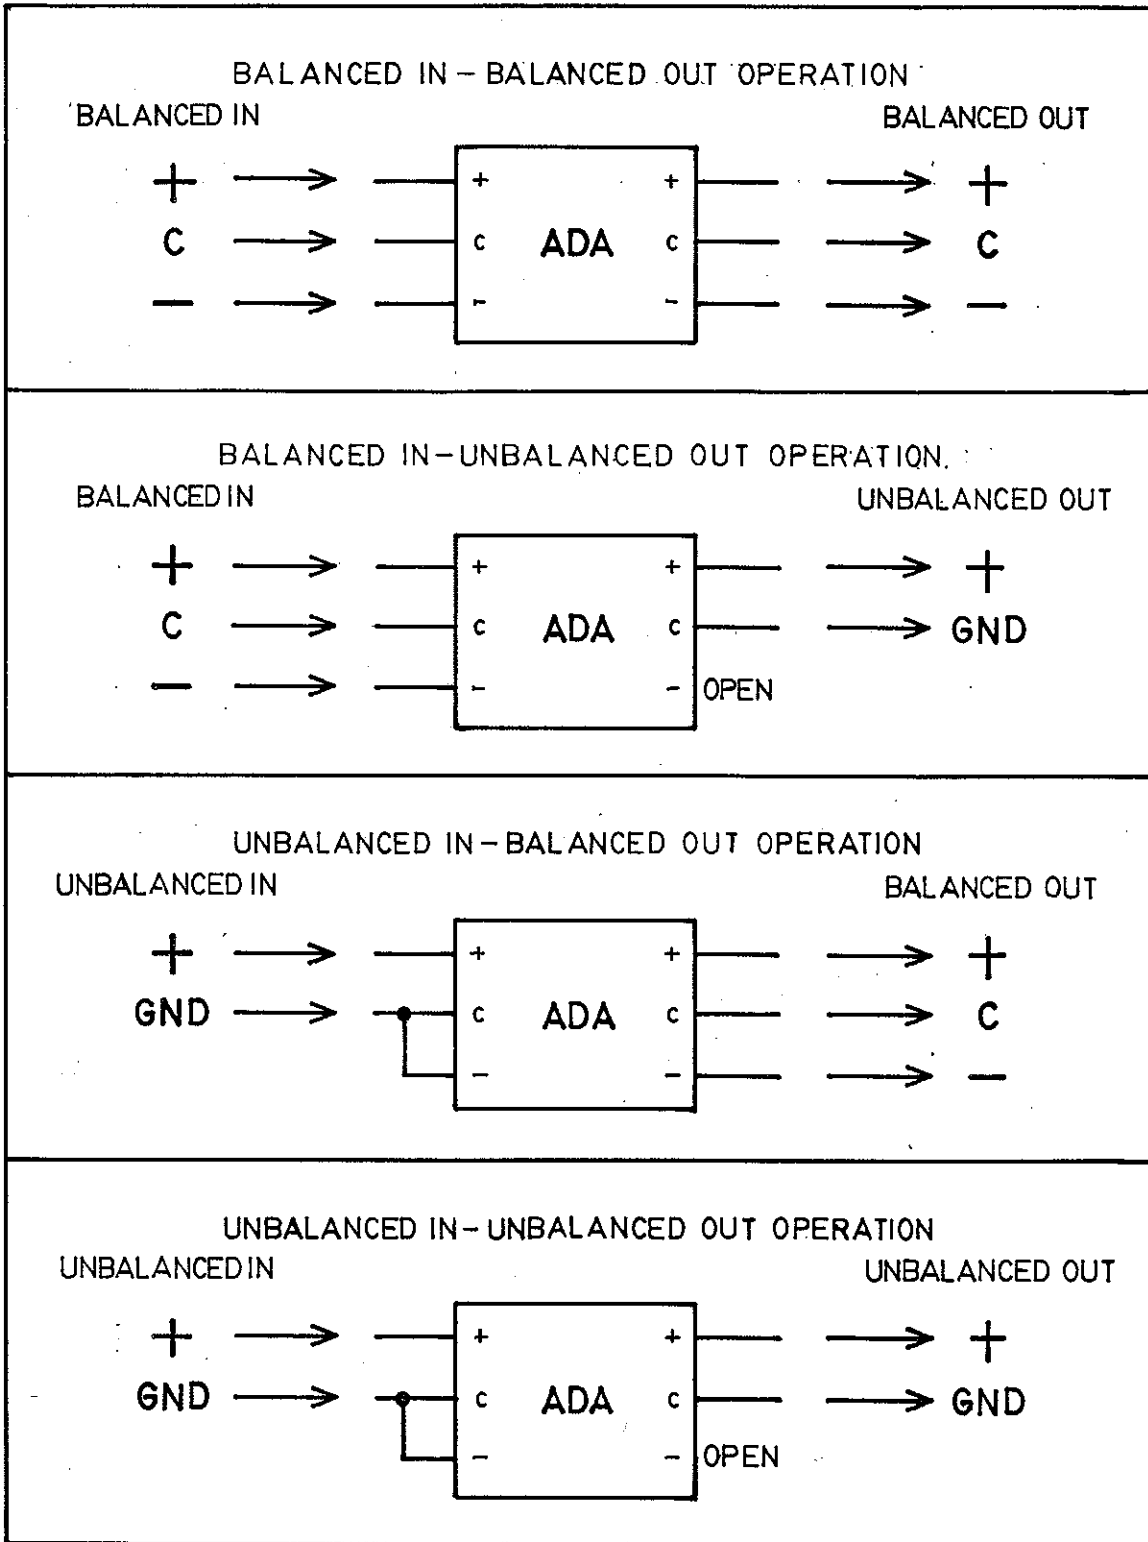 BALANCED IN - BALANCED OUT OPERATION
BALANCED IN BALANCED OUT
+ + + +
C C ADA C C
- - - -
BALANCED IN-UNBALANCED OUT OPERATION.
BALANCED IN UNBALANCED OUT
+ + + +
C C ADA C GND
- - - OPEN
UNBALANCED IN-BALANCED OUT OPERATION
UNBALANCED IN BALANCED OUT
+ + + +
GND C ADA C C
- - -
UNBALANCED IN-UNBALANCED OUT OPERATION
UNBALANCED IN UNBALANCED OUT
+ + + +
GND C ADA C GND
- - OPEN